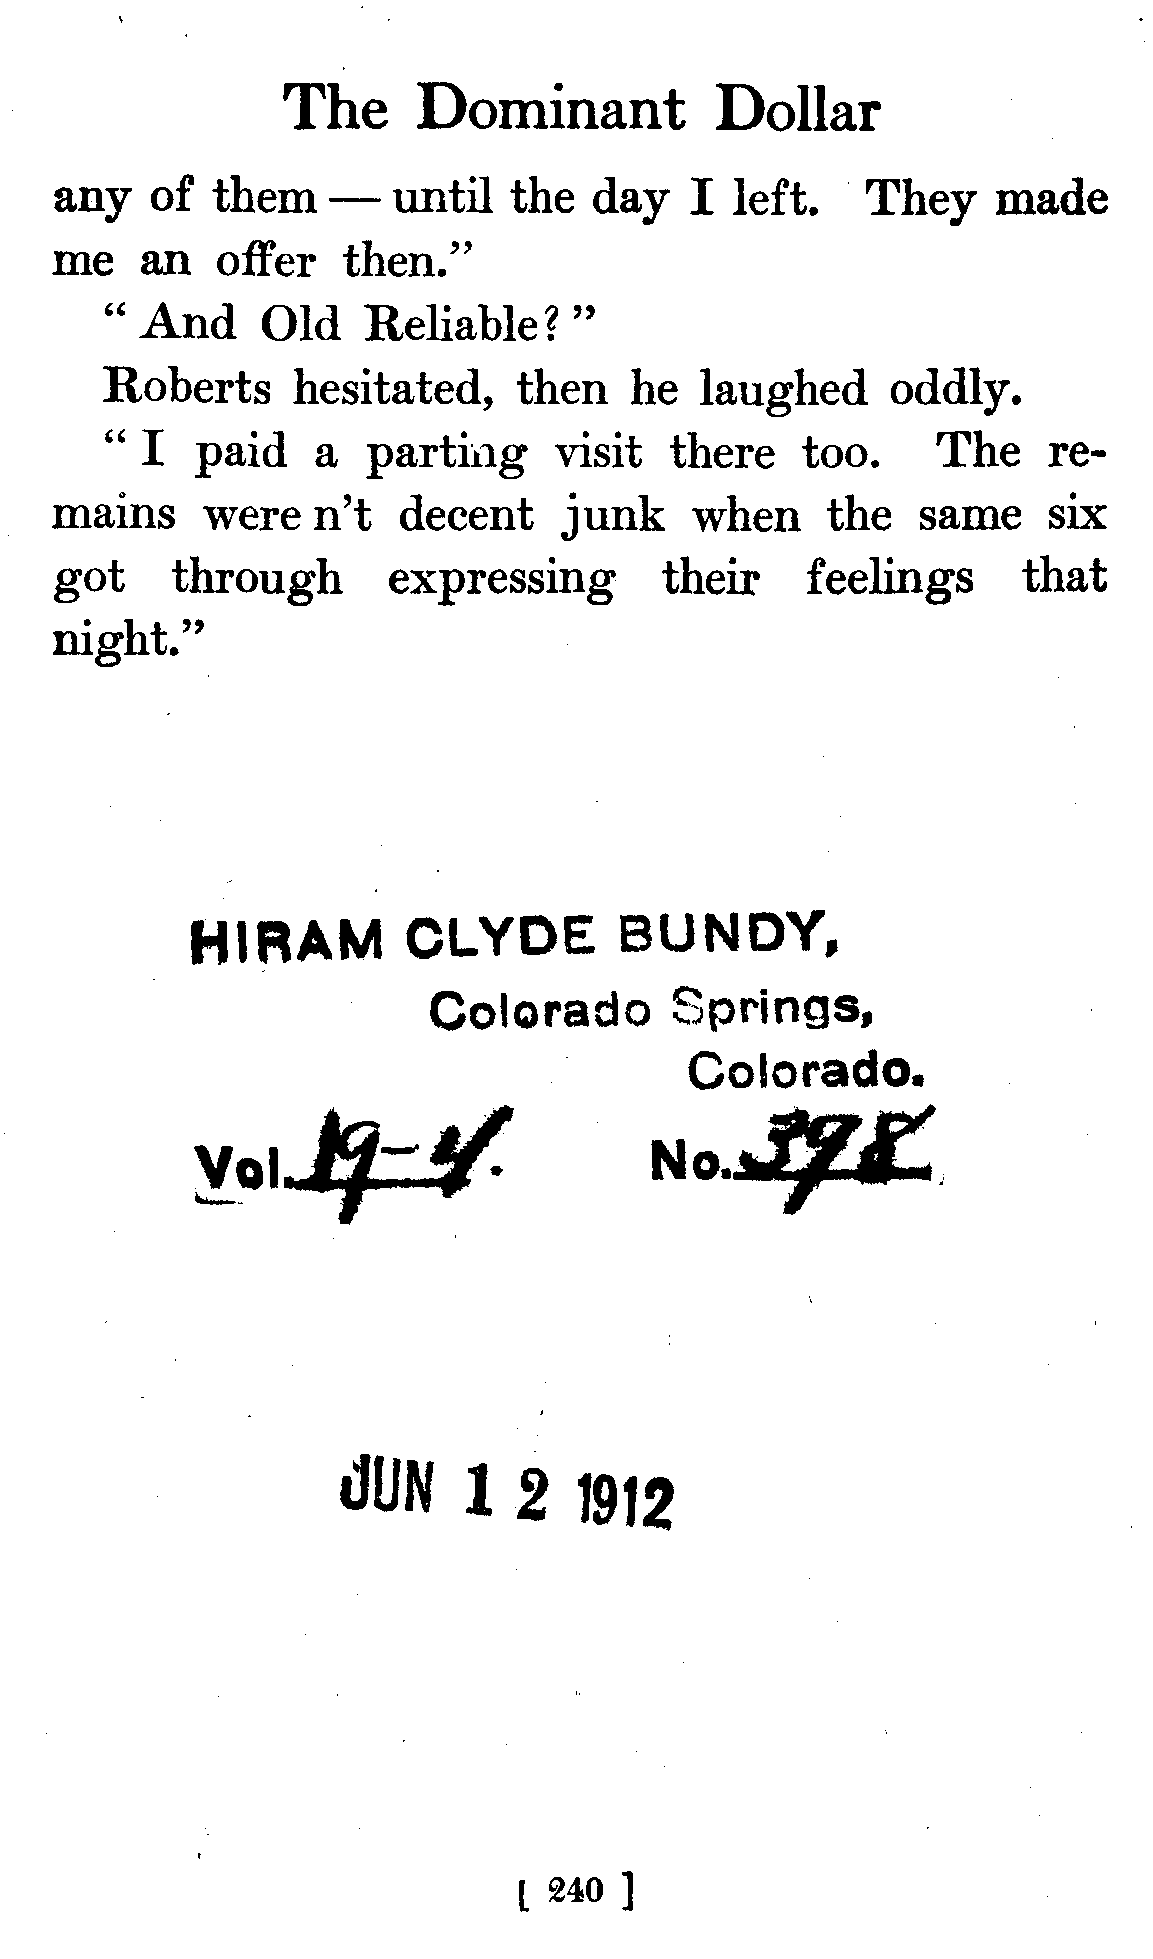 The Dominant Dollar
any of them — until the day I left. They made
me an offer then.”
“ And Old Reliable? ”
Roberts hesitated, then he laughed oddly.
“ I paid a parting visit there too. The re-
mains were n’t decent junk when the same six
got through expressing their feelings that
night.”
HIRAM CLYDE BUNDY,
Colorado Springs,
Colorado.
Vol. 19-4. No. 398
JUN 12 1912
[ 240 ]